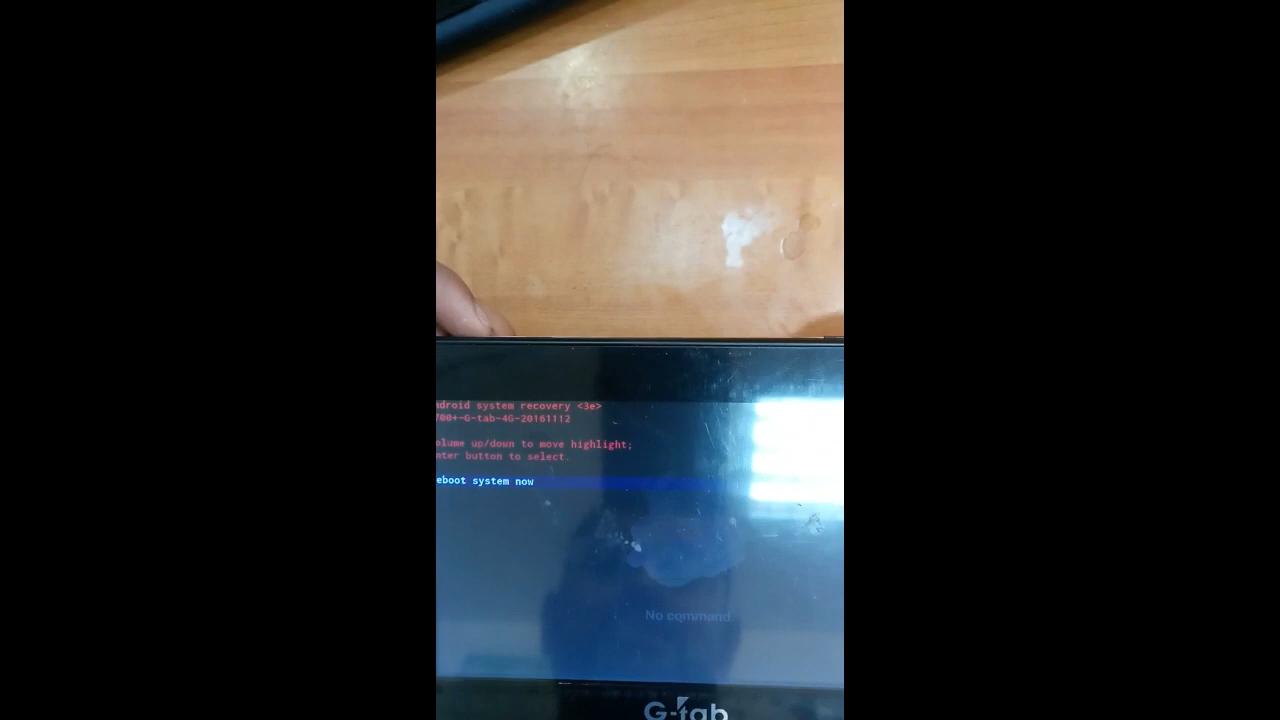 ndroid system recovery <3e>
700+-G-tab-4G-20161112
olume up/down to move highlight;
nter button to select.
eboot system now
No command.
G-tab